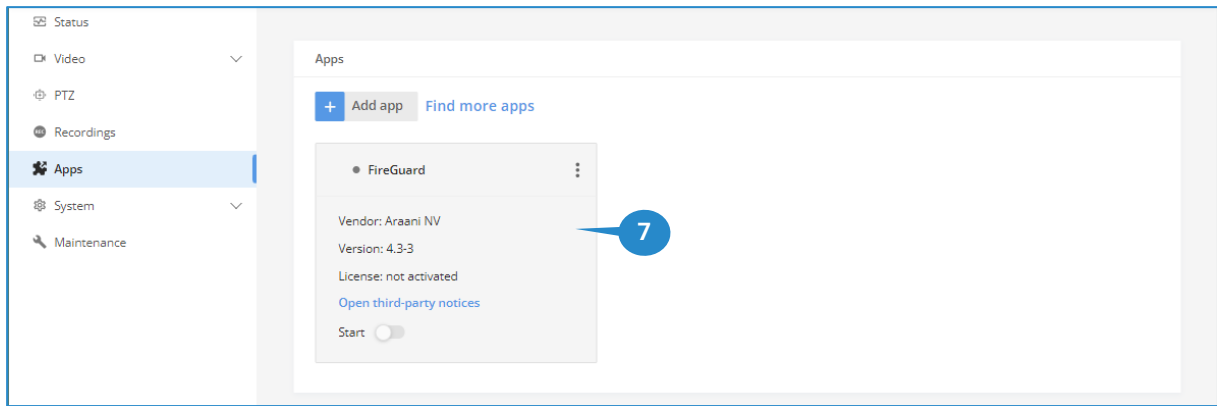 Status
Video
PTZ
Recordings
Apps
System
Maintenance
Apps
+ Add app Find more apps
FireGuard
Vendor: Araani NV
Version: 4.3-3
License: not activated
Open third-party notices
Start
7